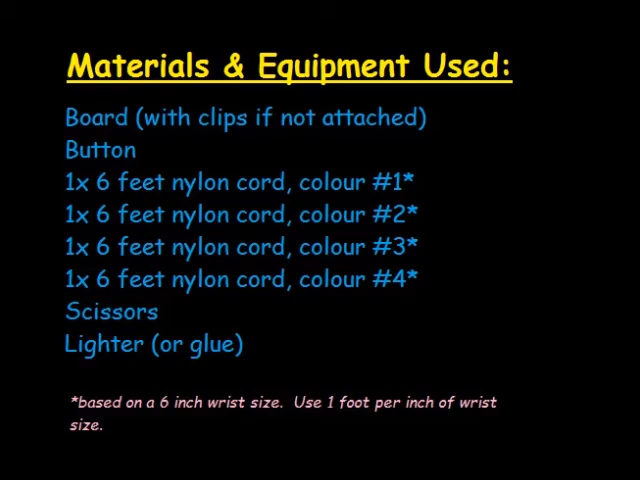 Materials & Equipment Used:
Board (with clips if not attached)
Button
1x 6 feet nylon cord, colour #1*
1x 6 feet nylon cord, colour #2*
1x 6 feet nylon cord, colour #3*
1x 6 feet nylon cord, colour #4*
Scissors
Lighter (or glue)
*based on a 6 inch wrist size.  Use 1 foot per inch of wrist
size.